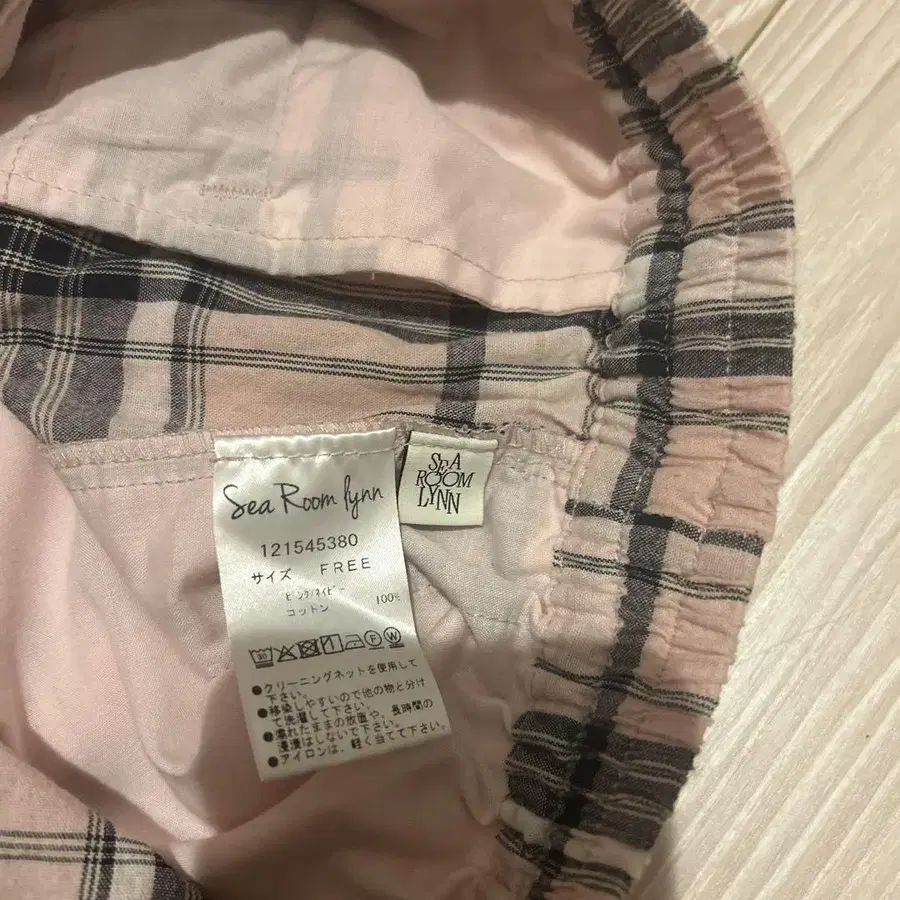 Sea Room lynn
121545380
サイズ FREE
ピンク/ネイビー
コットン 100%
●クリーニングネットを使用して
下さい。
●移染しやすいので他の物と分け
て洗濯して下さい。
●濡れたままの放置や、長時間の
浸漬はしないで下さい。
●アイロンは、軽く当てて下さい。
SEA
ROOM
LYNN